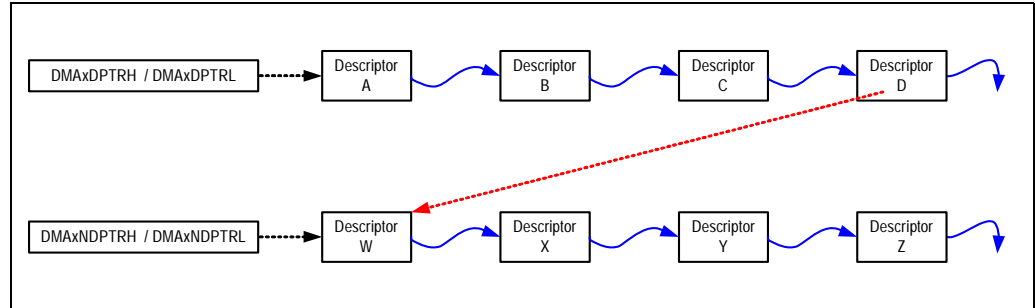 DMAxDPTRH / DMAxDPTRL
Descriptor
A
Descriptor
B
Descriptor
C
Descriptor
D
DMAxNDPTRH / DMAxNDPTRL
Descriptor
W
Descriptor
X
Descriptor
Y
Descriptor
Z